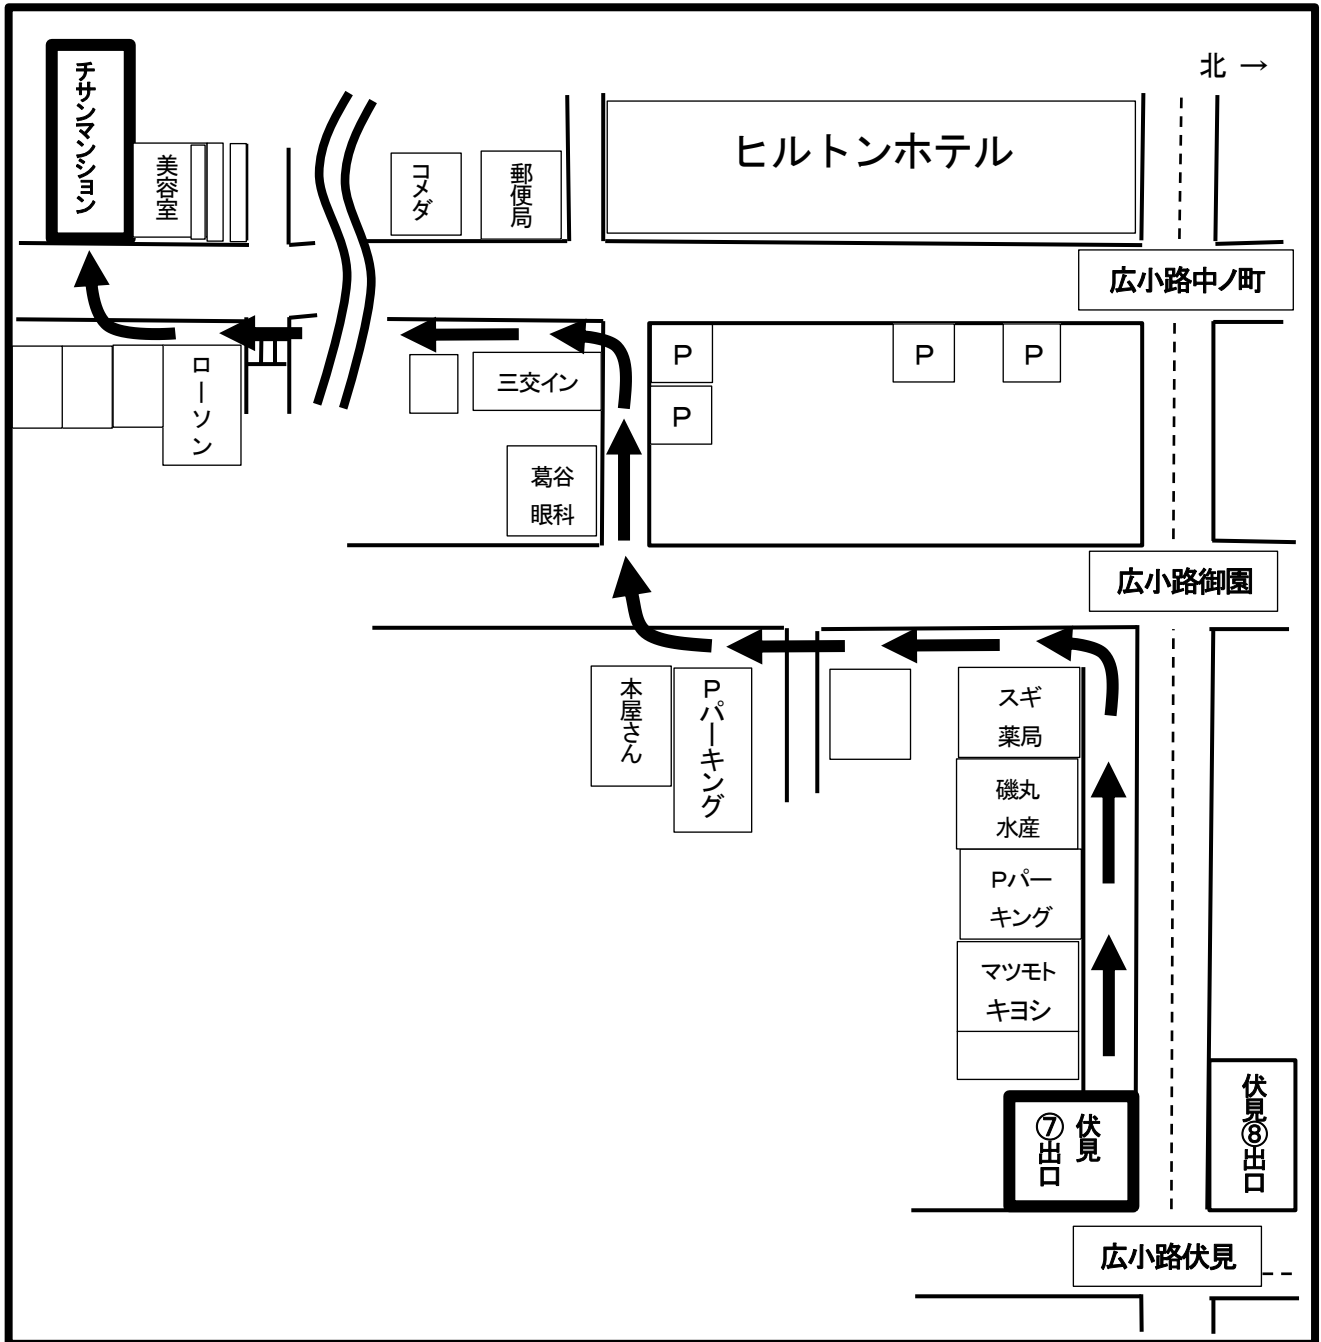 北 →
チサンマンション
美容室
コメダ
郵便局
ヒルトンホテル
広小路中ノ町
ローソン
三交イン
P
P
P
P
葛谷
眼科
広小路御園
本屋さん
Pパーキング
スギ
薬局
磯丸
水産
Pパー
キング
マツモト
キヨシ
伏見
⑦出口
伏見⑧出口
広小路伏見